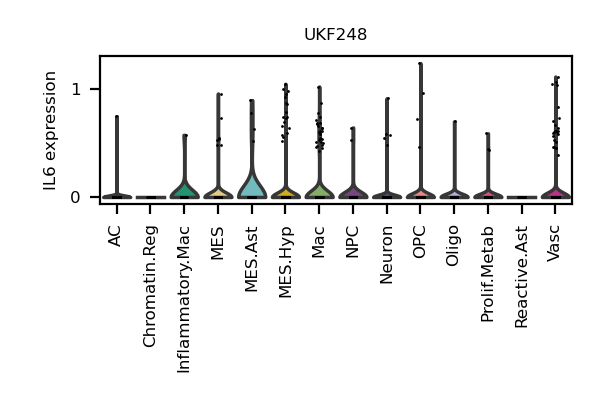 UKF248
IL6 expression
1
0
AC
Chromatin.Reg
Inflammatory.Mac
MES
MES.Ast
MES.Hyp
Mac
NPC
Neuron
OPC
Oligo
Prolif.Metab
Reactive.Ast
Vasc